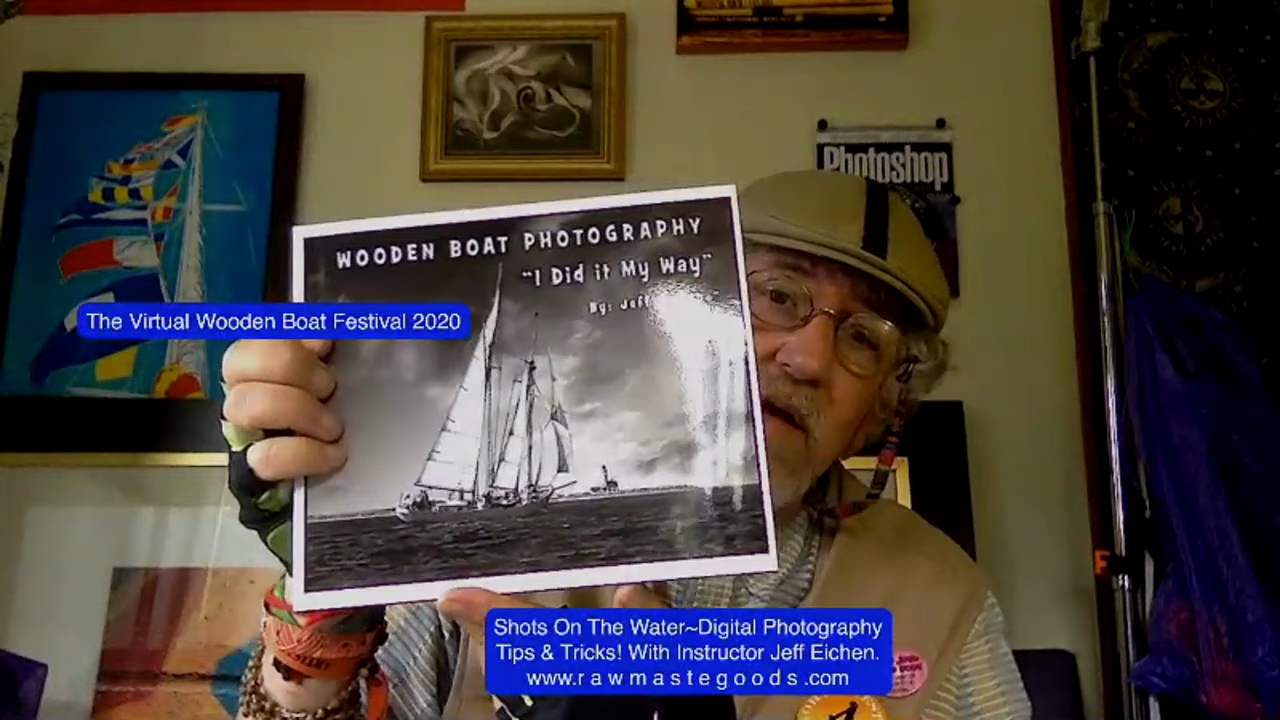 Photoshop
WOODEN BOAT PHOTOGRAPHY
"I Did it My Way"
By: Jeff
The Virtual Wooden Boat Festival 2020
Shots On The Water~Digital Photography
Tips & Tricks! With Instructor Jeff Eichen.
www.rawmastegoods.com